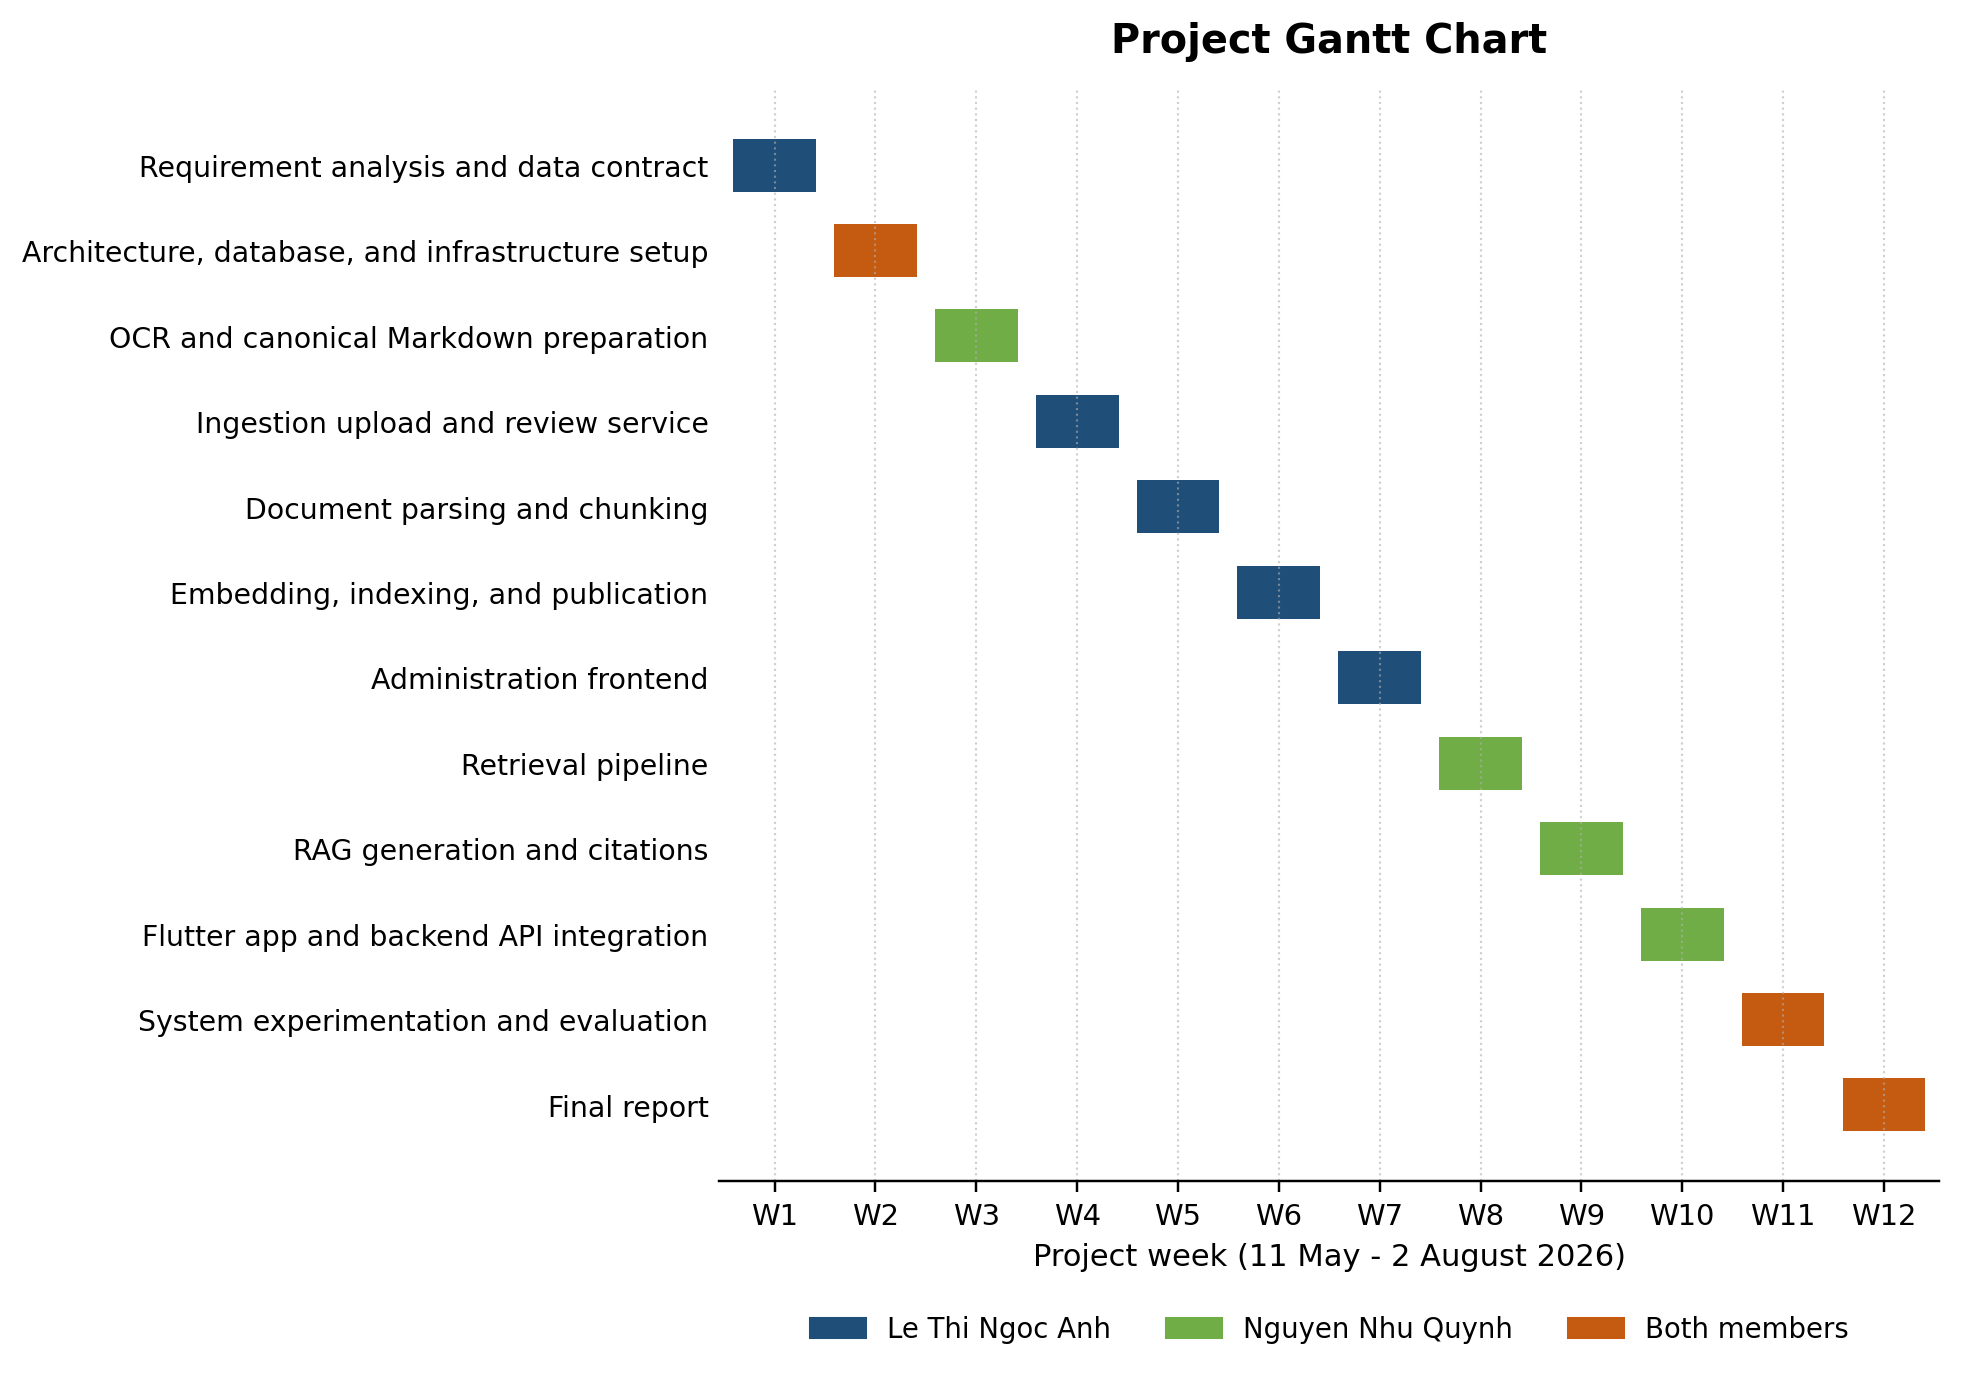 Project Gantt Chart
Requirement analysis and data contract
Architecture, database, and infrastructure setup
OCR and canonical Markdown preparation
Ingestion upload and review service
Document parsing and chunking
Embedding, indexing, and publication
Administration frontend
Retrieval pipeline
RAG generation and citations
Flutter app and backend API integration
System experimentation and evaluation
Final report
W1 W2 W3 W4 W5 W6 W7 W8 W9 W10 W11 W12
Project week (11 May - 2 August 2026)
Le Thi Ngoc Anh Nguyen Nhu Quynh Both members